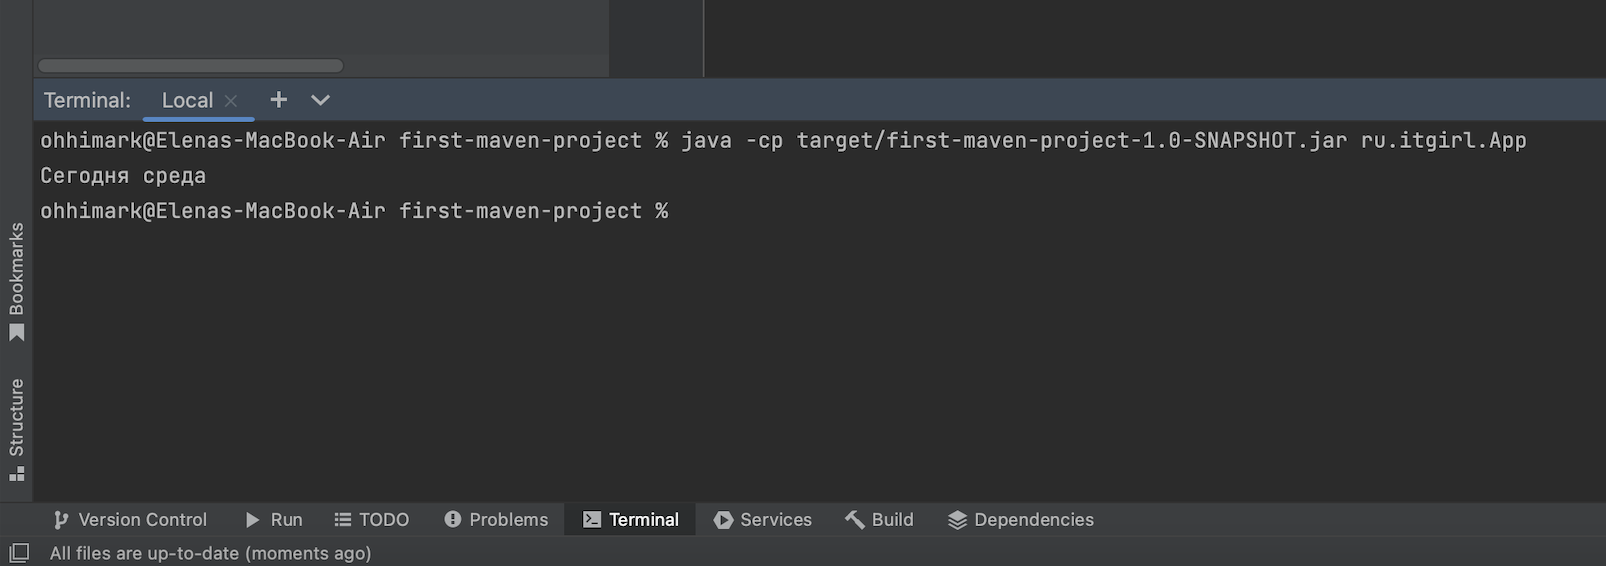 Terminal: Local
ohhimark@Elenas-MacBook-Air first-maven-project % java -cp target/first-maven-project-1.0-SNAPSHOT.jar ru.itgirl.App
Сегодня среда
ohhimark@Elenas-MacBook-Air first-maven-project %
Bookmarks
Structure
Version Control Run TODO Problems Terminal Services Build Dependencies
All files are up-to-date (moments ago)